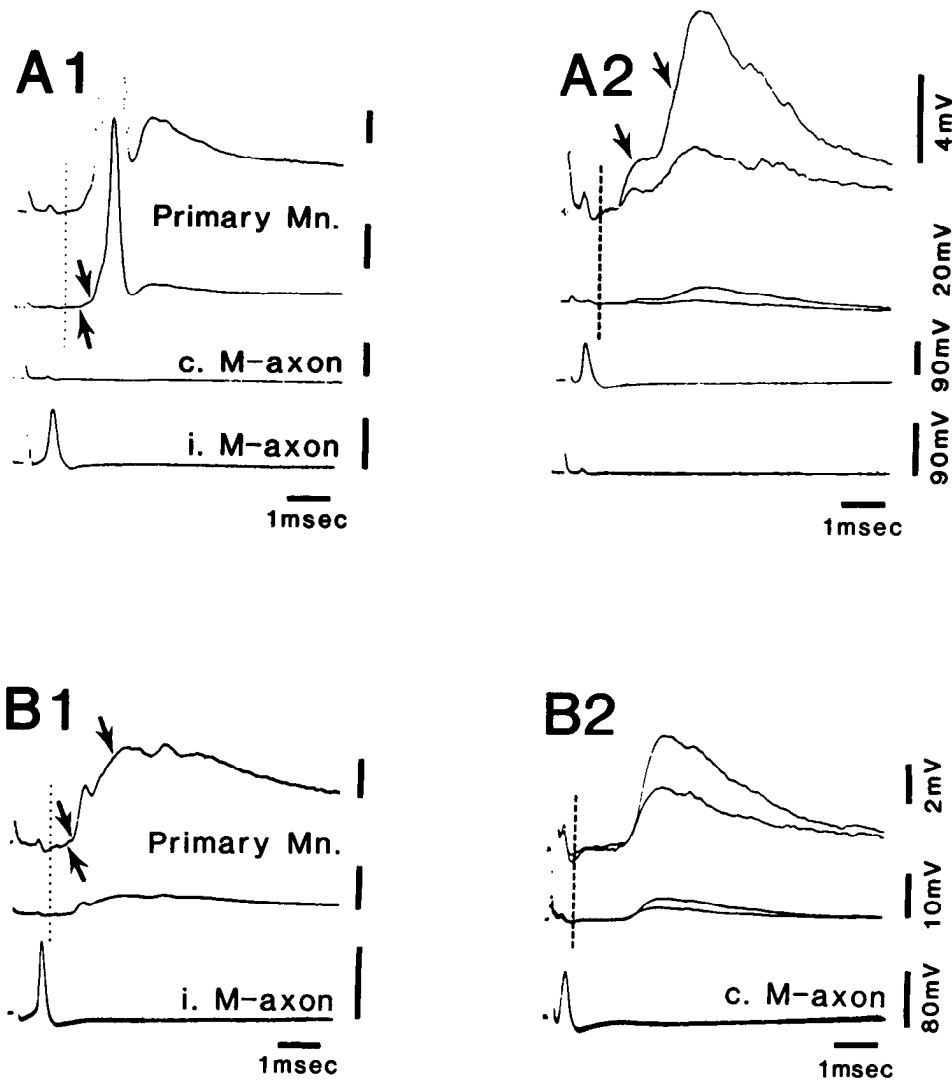 A1
A2
4mV
Primary Mn.
20mV
c. M-axon
90mV
i. M-axon
90mV
1msec
1msec
B1
B2
2mV
Primary Mn.
10mV
i. M-axon
c. M-axon
80mV
1msec
1msec